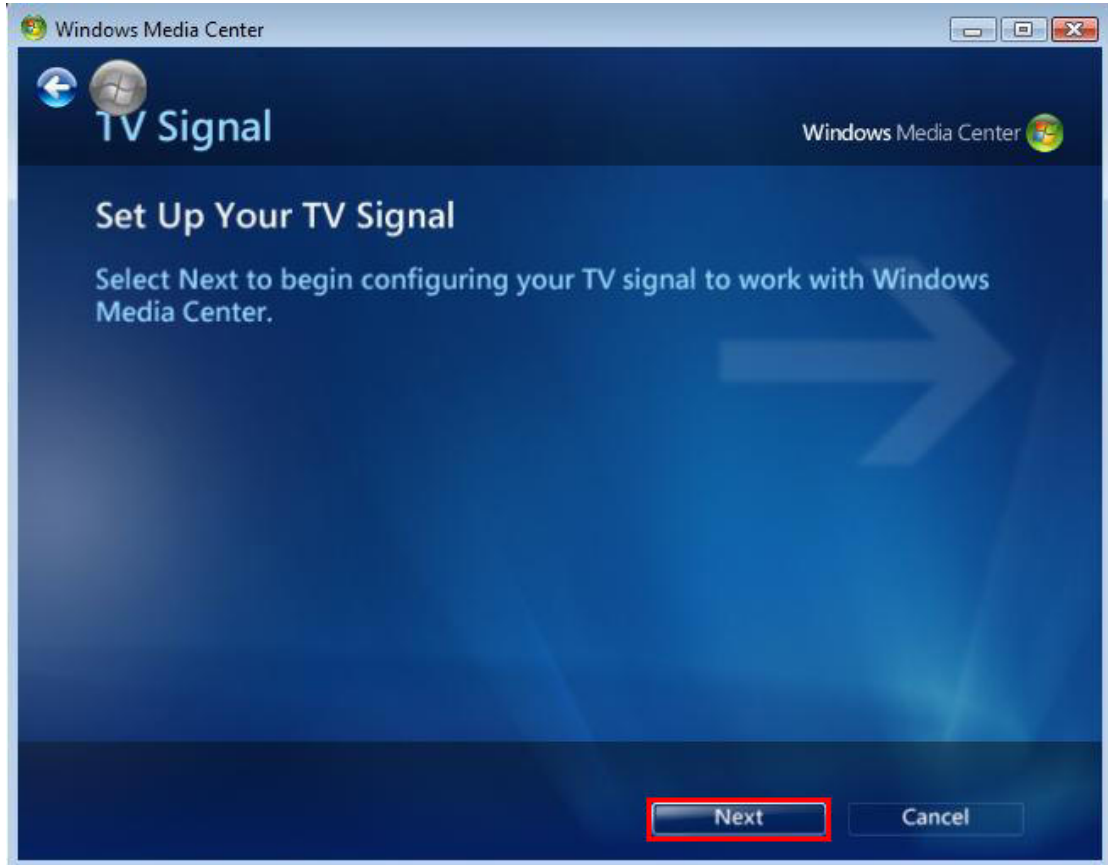 Windows Media Center
TV Signal
Windows Media Center
Set Up Your TV Signal
Select Next to begin configuring your TV signal to work with Windows
Media Center.
Next
Cancel